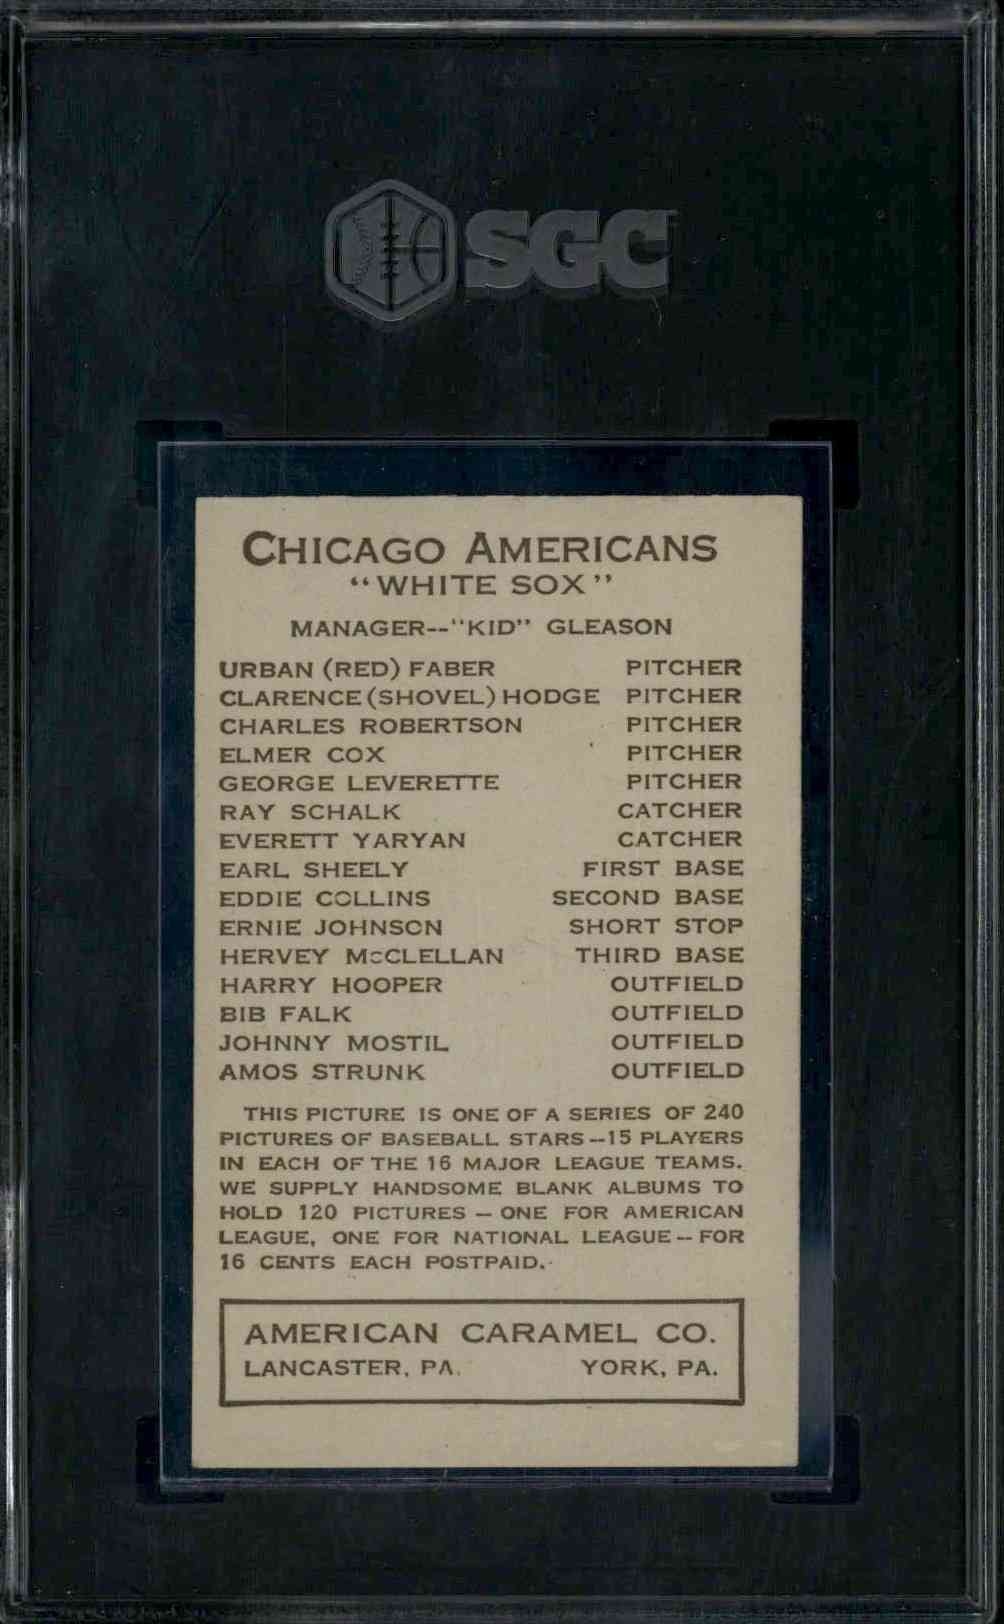 SGC
CHICAGO AMERICANS
"WHITE SOX"
MANAGER--"KID" GLEASON
URBAN (RED) FABER PITCHER
CLARENCE (SHOVEL) HODGE PITCHER
CHARLES ROBERTSON PITCHER
ELMER COX PITCHER
GEORGE LEVERETTE PITCHER
RAY SCHALK CATCHER
EVERETT YARYAN CATCHER
EARL SHEELY FIRST BASE
EDDIE COLLINS SECOND BASE
ERNIE JOHNSON SHORT STOP
HERVEY McCLELLAN THIRD BASE
HARRY HOOPER OUTFIELD
BIB FALK OUTFIELD
JOHNNY MOSTIL OUTFIELD
AMOS STRUNK OUTFIELD
THIS PICTURE IS ONE OF A SERIES OF 240
PICTURES OF BASEBALL STARS--15 PLAYERS
IN EACH OF THE 16 MAJOR LEAGUE TEAMS.
WE SUPPLY HANDSOME BLANK ALBUMS TO
HOLD 120 PICTURES — ONE FOR AMERICAN
LEAGUE, ONE FOR NATIONAL LEAGUE -- FOR
16 CENTS EACH POSTPAID.
AMERICAN CARAMEL CO.
LANCASTER, PA. YORK, PA.